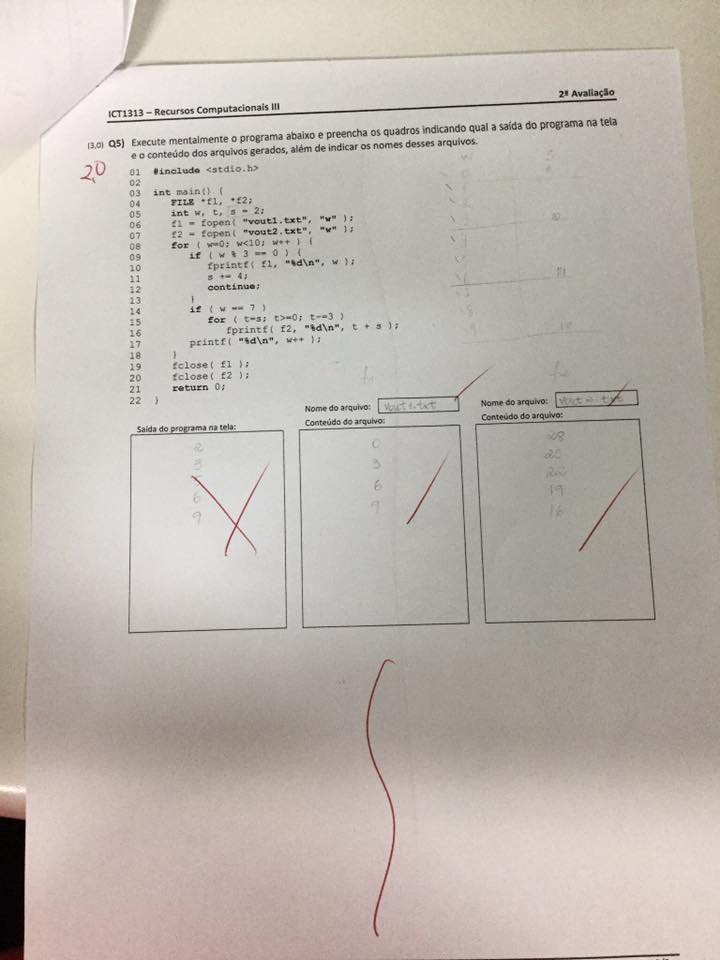 ICT1313 – Recursos Computacionais III
2ª Avaliação
(3,0) Q5) Execute mentalmente o programa abaixo e preencha os quadros indicando qual a saída do programa na tela
e o conteúdo dos arquivos gerados, além de indicar os nomes desses arquivos.
2,0
01 #include <stdio.h>
02
03 int main() {
04 FILE *f1, *f2;
05 int w, t, s = 2;
06 f1 = fopen( "vout1.txt", "w" );
07 f2 = fopen( "vout2.txt", "w" );
08 for ( w=0; w<10; w++ ) {
09 if ( w % 3 == 0 ) {
10 fprintf( f1, "%d\n", w );
11 s += 4;
12 continue;
13 }
14 if ( w == 7 )
15 for ( t=s; t>=0; t-=3 )
16 fprintf( f2, "%d\n", t + s );
17 printf( "%d\n", w++ );
18 }
19 fclose( f1 );
20 fclose( f2 );
21 return 0;
22 }
Saída do programa na tela:
2
3
6
9
Nome do arquivo: vout1.txt
Conteúdo do arquivo:
0
3
6
9
Nome do arquivo:
Conteúdo do arquivo:
28
25
22
19
16